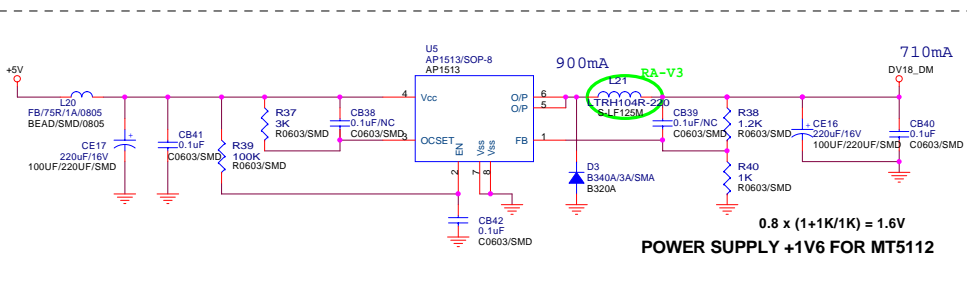 U5
AP1513/SOP-8
AP1513
900mA
710mA
RA-V3
+5V
L21
DV18_DM
L20
FB/75R/1A/0805
BEAD/SMD/0805
4
Vcc
O/P
6
O/P
5
LTRH104R-220
S-LF125M
CE17
220uF/16V
100UF/220UF/SMD
CB41
0.1uF
C0603/SMD
R39
100K
R0603/SMD
R37
3K
R0603/SMD
CB38
0.1uF/NC
C0603/SMD
3
OCSET
EN
Vss
Vss
FB
1
2
7
8
CB39
0.1uF/NC
C0603/SMD
R38
1.2K
R0603/SMD
CE16
220uF/16V
100UF/220UF/SMD
CB40
0.1uF
C0603/SMD
D3
B340A/3A/SMA
B320A
R40
1K
R0603/SMD
CB42
0.1uF
C0603/SMD
0.8 x (1+1K/1K) = 1.6V
POWER SUPPLY +1V6 FOR MT5112